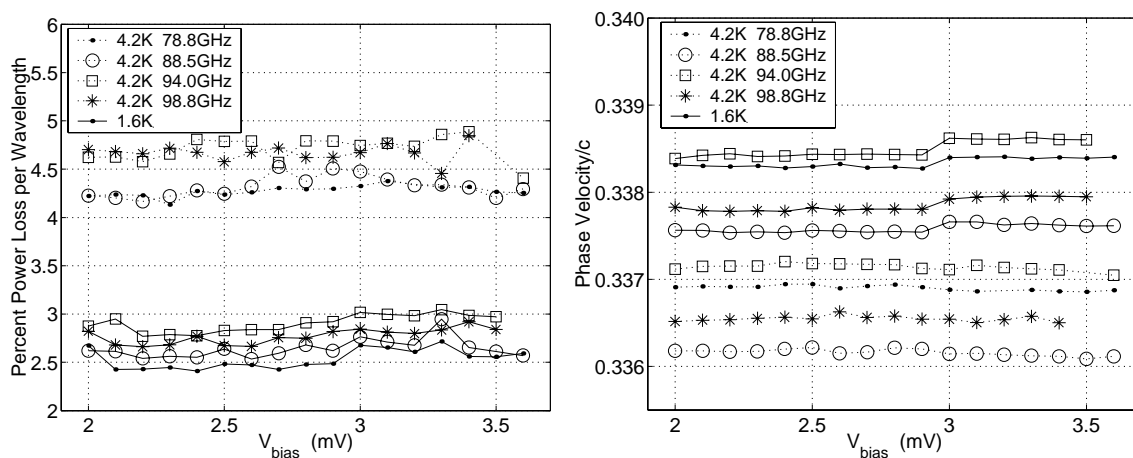 6
5.5
5
4.5
4
3.5
3
2.5
2
Percent Power Loss per Wavelength
4.2K 78.8GHz
4.2K 88.5GHz
4.2K 94.0GHz
4.2K 98.8GHz
1.6K
2 2.5 3 3.5
V_bias (mV)
0.340
0.339
0.338
0.337
0.336
Phase Velocity/c
4.2K 78.8GHz
4.2K 88.5GHz
4.2K 94.0GHz
4.2K 98.8GHz
1.6K
2 2.5 3 3.5
V_bias (mV)